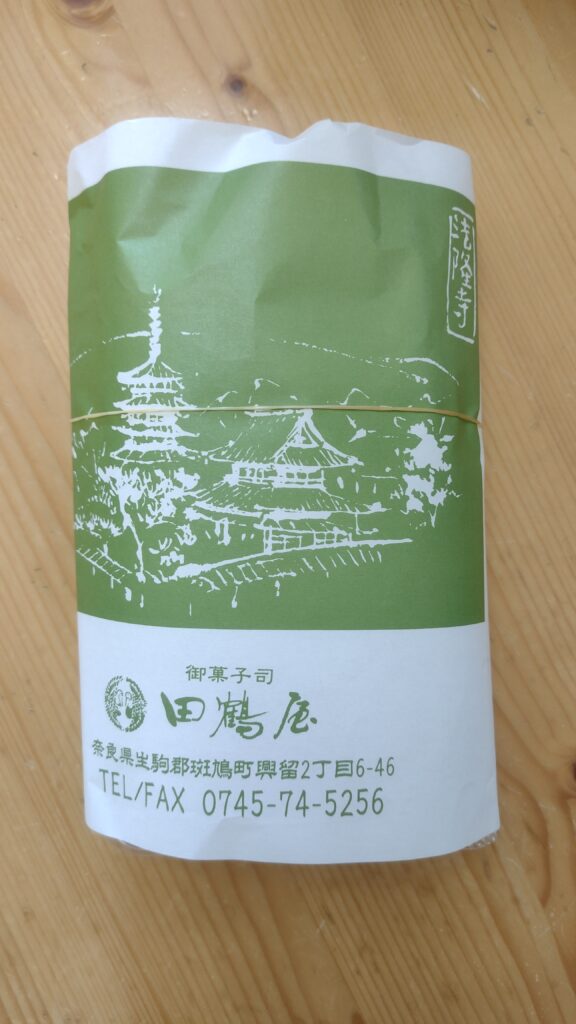 法隆寺
御菓子司
田鶴屋
奈良県生駒郡斑鳩町興留2丁目6-46
TEL/FAX 0745-74-5256